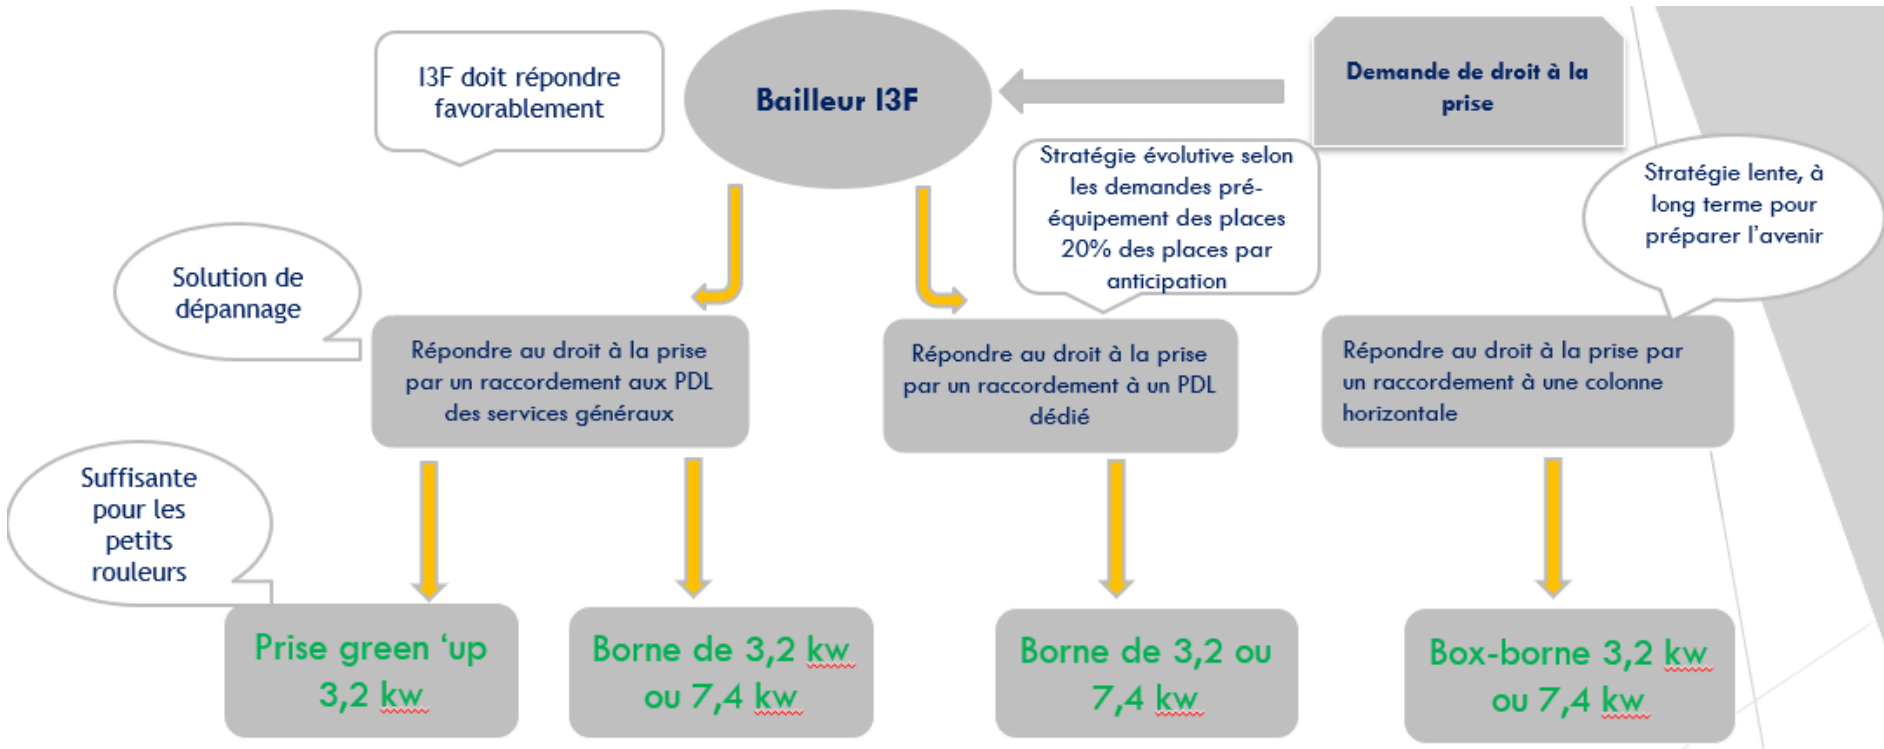 I3F doit répondre
favorablement
Bailleur I3F
Demande de droit à la
prise
Stratégie évolutive selon
les demandes pré-
équipement des places
20% des places par
anticipation
Stratégie lente, à
long terme pour
préparer l'avenir
Solution de
dépannage
Répondre au droit à la prise
par un raccordement aux PDL
des services généraux
Répondre au droit à la prise
par un raccordement à un PDL
dédié
Répondre au droit à la prise par
un raccordement à une colonne
horizontale
Suffisante
pour les
petits
rouleurs
Prise green ‘up
3,2 kw
Borne de 3,2 kw
ou 7,4 kw
Borne de 3,2 ou
7,4 kw
Box-borne 3,2 kw
ou 7,4 kw